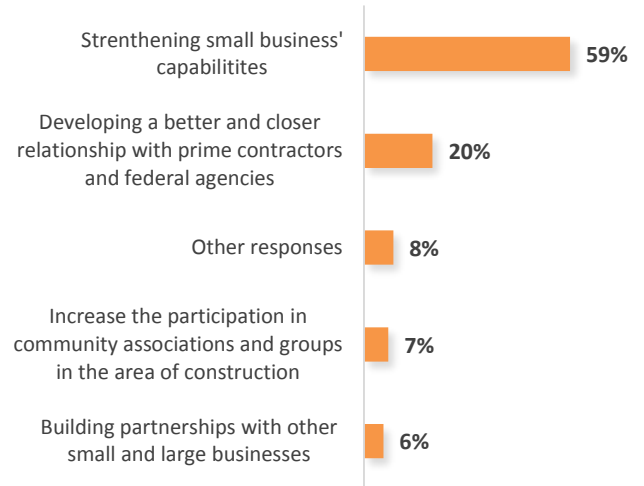 Strenthening small business'
capabilitites
59%
Developing a better and closer
relationship with prime contractors
and federal agencies
20%
Other responses
8%
Increase the participation in
community associations and groups
in the area of construction
7%
Building partnerships with other
small and large businesses
6%